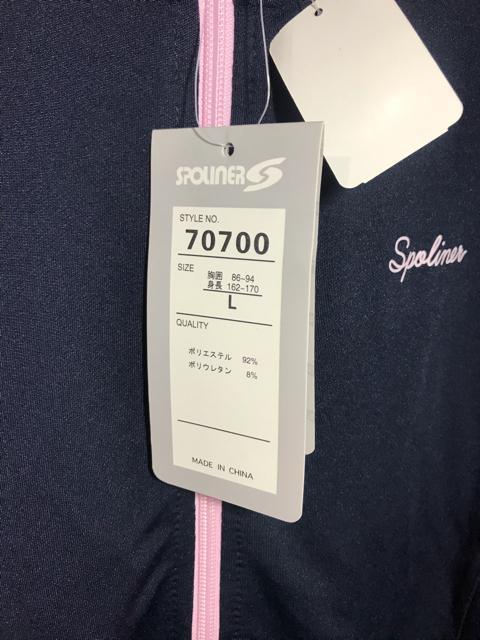 SPOLINER
STYLE NO.
70700
SIZE
胸囲 86~94
身長 162~170
L
QUALITY
ポリエステル 92%
ポリウレタン 8%
MADE IN CHINA
Spoliner